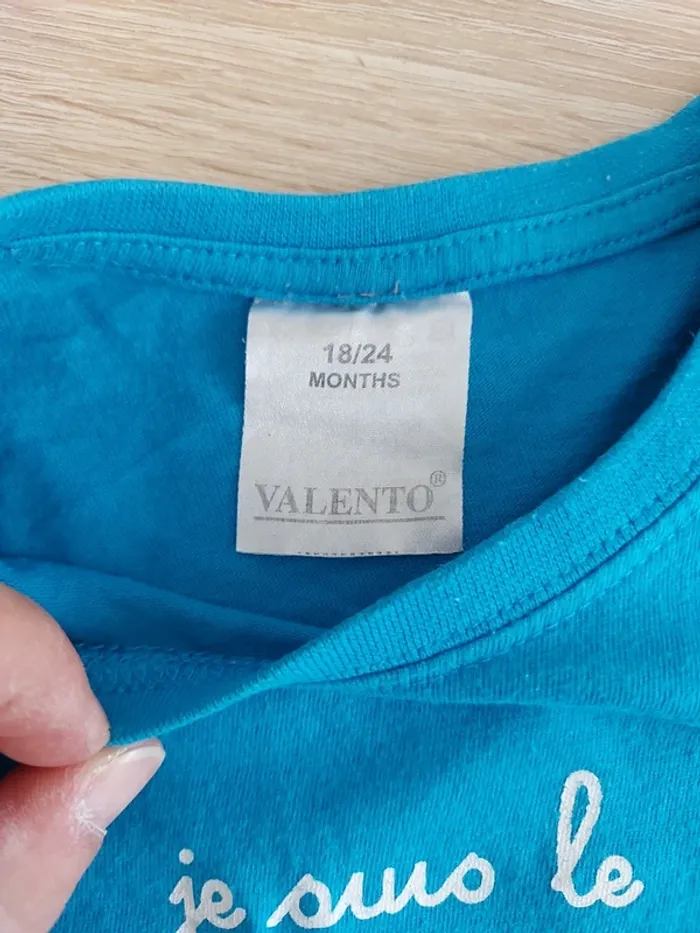 18/24
MONTHS
VALENTO®
je suis le